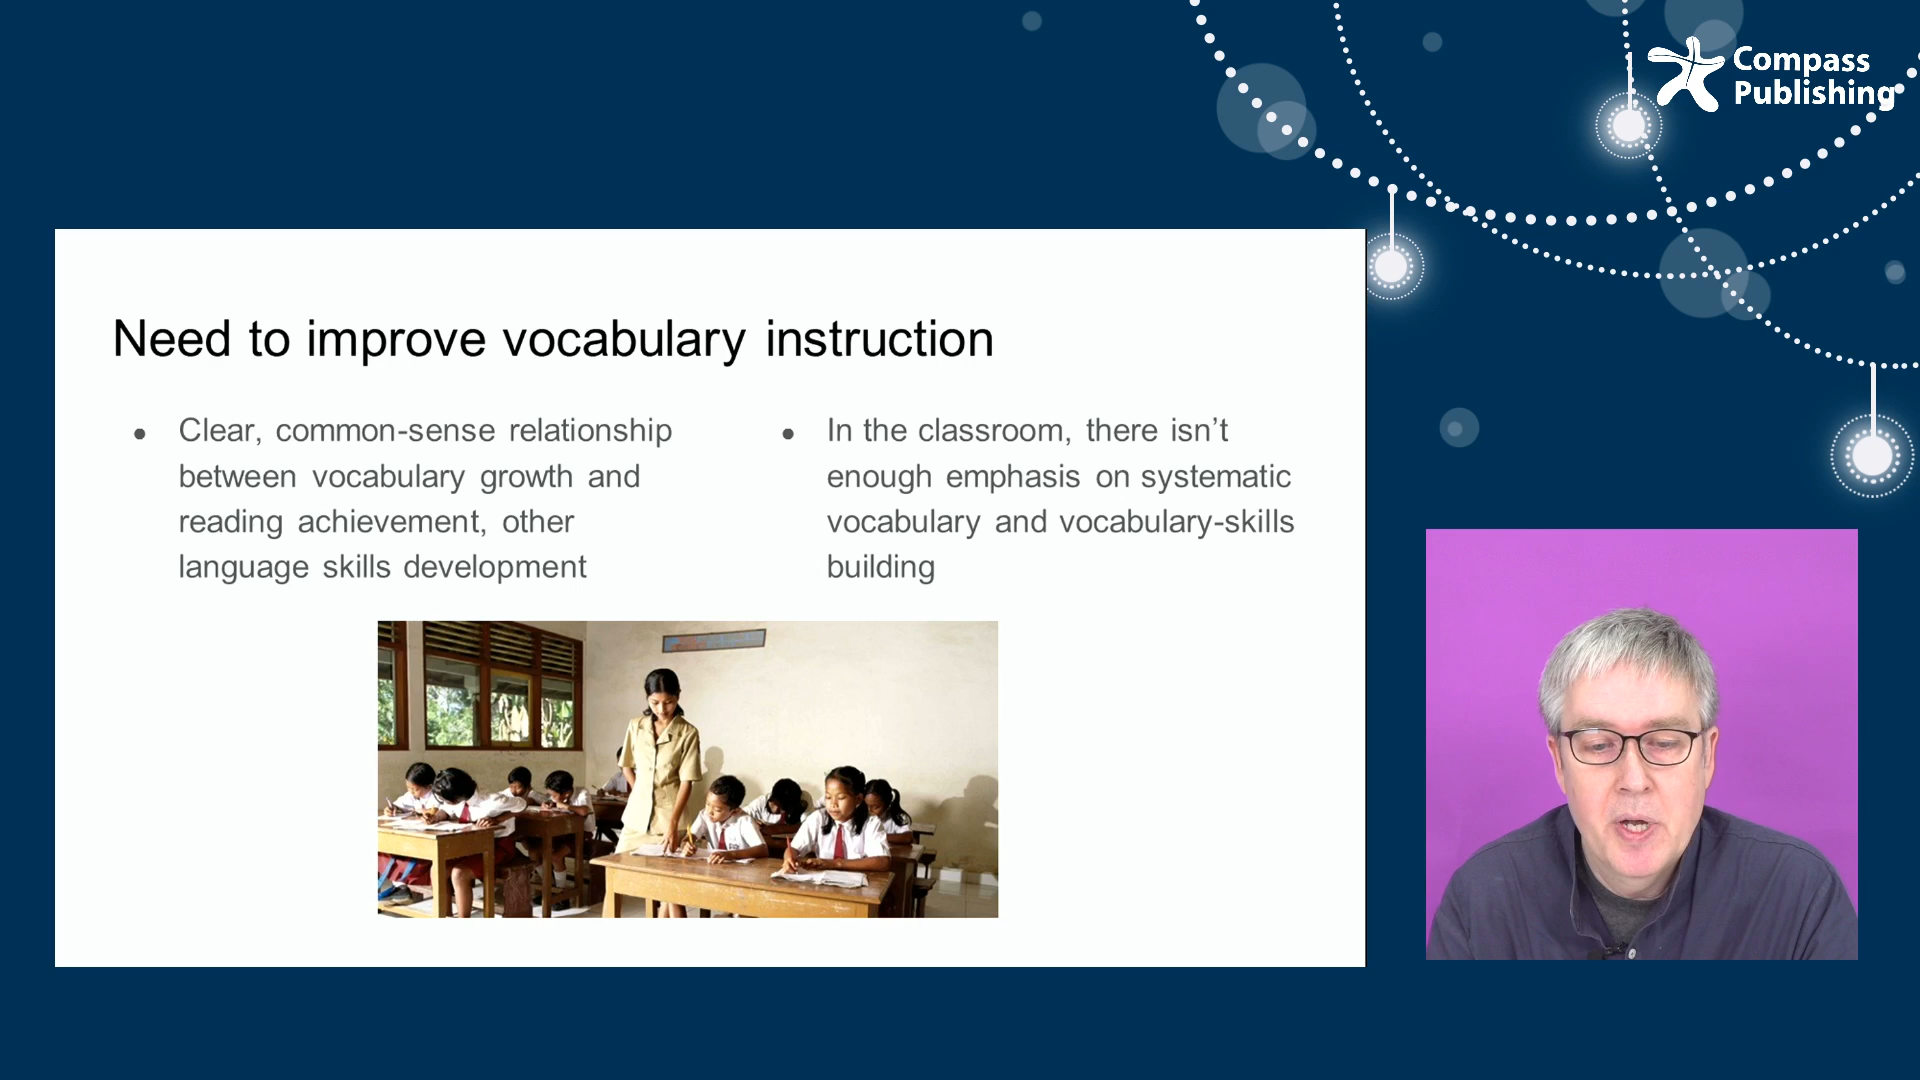 Compass
Publishing
Need to improve vocabulary instruction
● Clear, common-sense relationship
between vocabulary growth and
reading achievement, other
language skills development
● In the classroom, there isn’t
enough emphasis on systematic
vocabulary and vocabulary-skills
building